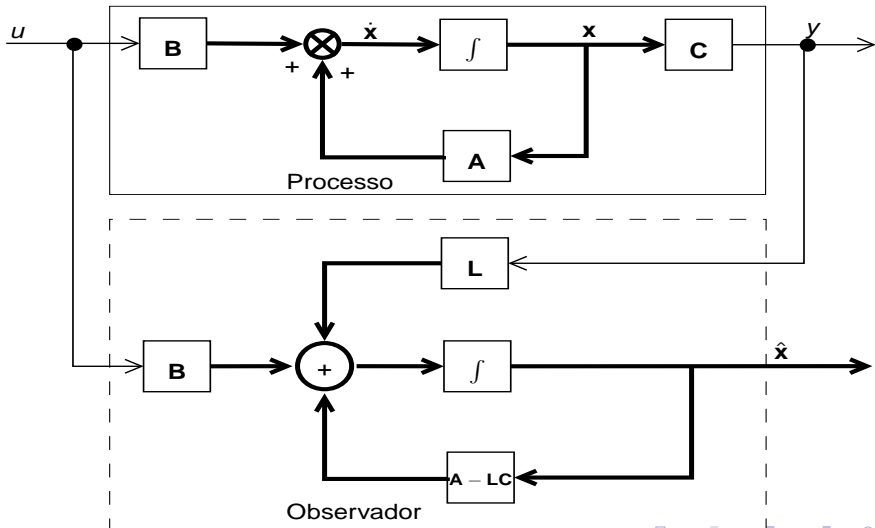 u B + + ẋ ∫ x C y
A
Processo
L
B + ∫ x̂
A − LC
Observador